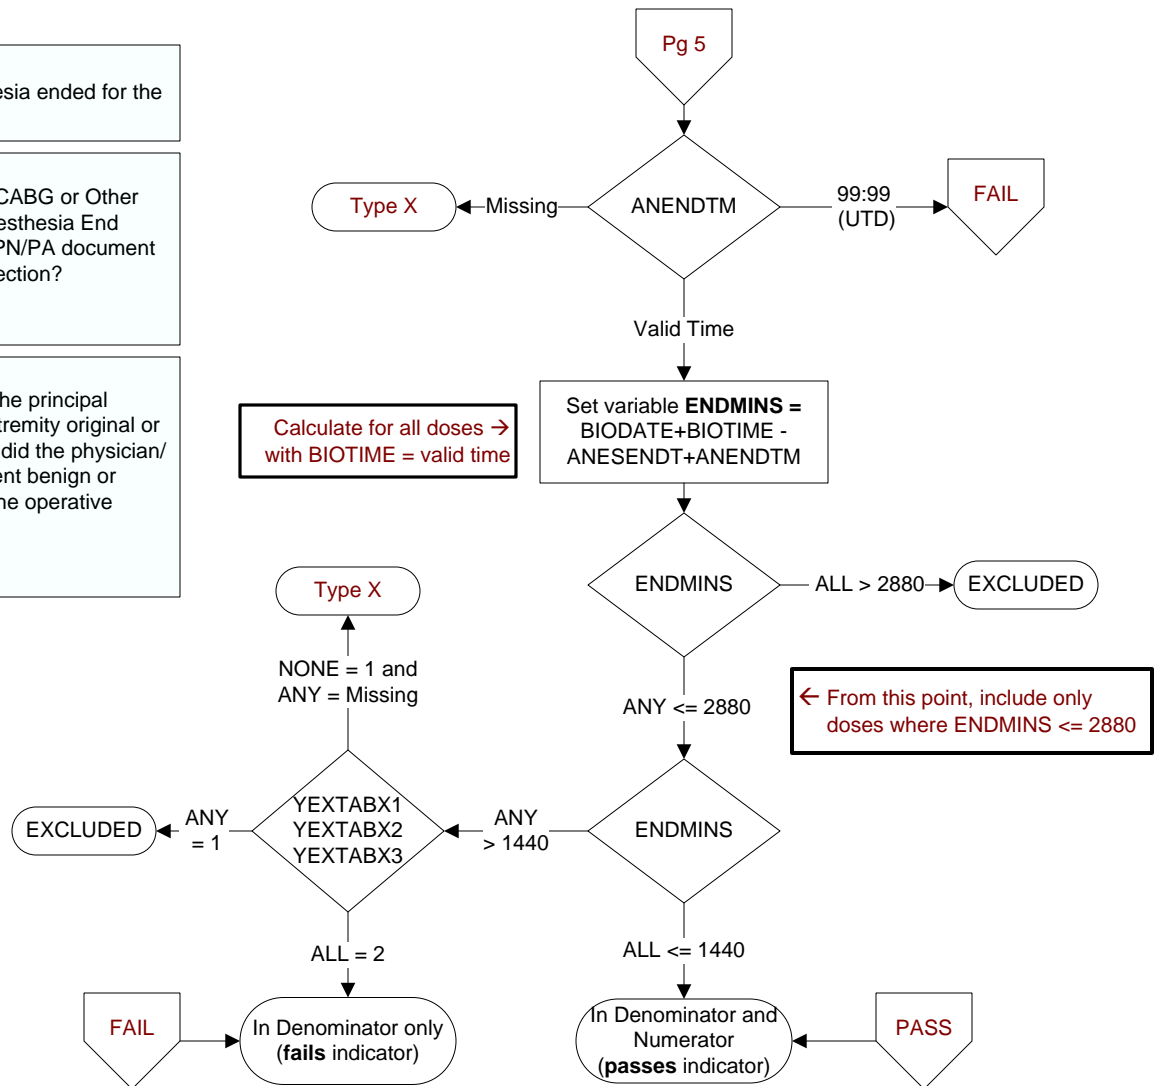 esia ended for the
CABG or Other
esthesia End
PN/PA document
ection?
he principal
tremity original or
did the physician/
ent benign or
he operative
Pg 5
Type X
Missing
ANENDTM
99:99
(UTD)
FAIL
Valid Time
Calculate for all doses →
with BIOTIME = valid time
Set variable ENDMINS =
BIODATE+BIOTIME -
ANESENDT+ANENDTM
ENDMINS
ALL > 2880
EXCLUDED
Type X
NONE = 1 and
ANY = Missing
ANY <= 2880
← From this point, include only
doses where ENDMINS <= 2880
EXCLUDED
ANY
= 1
YEXTABX1
YEXTABX2
YEXTABX3
ANY
> 1440
ENDMINS
ALL = 2
ALL <= 1440
FAIL
In Denominator only
(fails indicator)
In Denominator and
Numerator
(passes indicator)
PASS